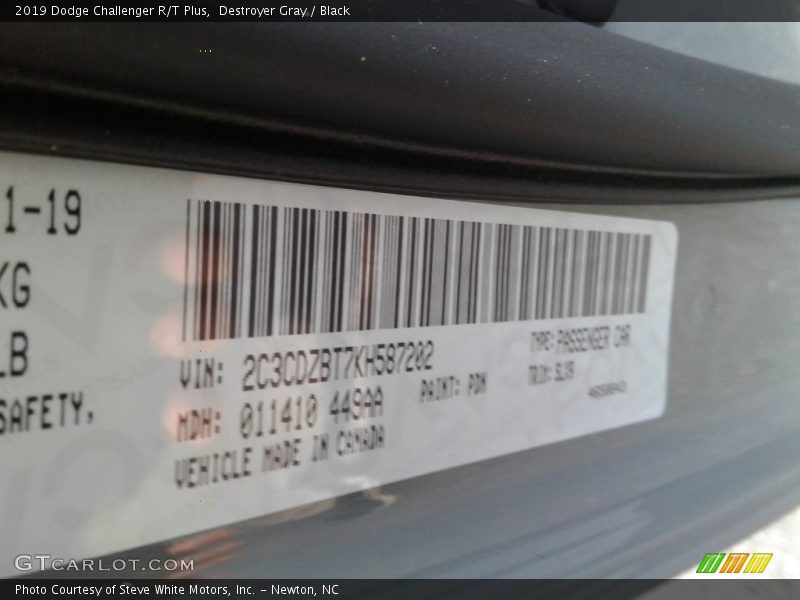 2019 Dodge Challenger R/T Plus,  Destroyer Gray / Black
1-19
KG
LB
SAFETY,
VIN: 2C3CDZBT7KH587202
TYPE: PASSENGER CAR
MDH: 011410 449AA
PAINT: PDN
TRIM:
VEHICLE MADE IN CANADA
GTCARLOT.COM
Photo Courtesy of Steve White Motors, Inc. – Newton, NC